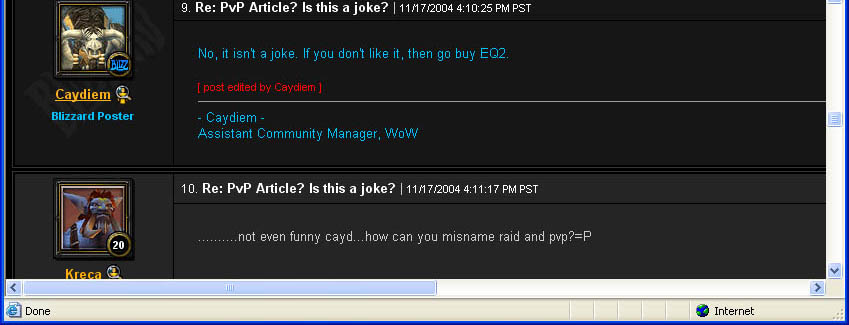 9. Re: PvP Article? Is this a joke? | 11/17/2004 4:10:25 PM PST
No, it isn't a joke. If you don't like it, then go buy EQ2.
[ post edited by Caydiem ]
- Caydiem -
Assistant Community Manager, WoW
BLIZZ
Caydiem
Blizzard Poster
10. Re: PvP Article? Is this a joke? | 11/17/2004 4:11:17 PM PST
..........not even funny cayd...how can you misname raid and pvp?=P
20
Kreca
Done
Internet